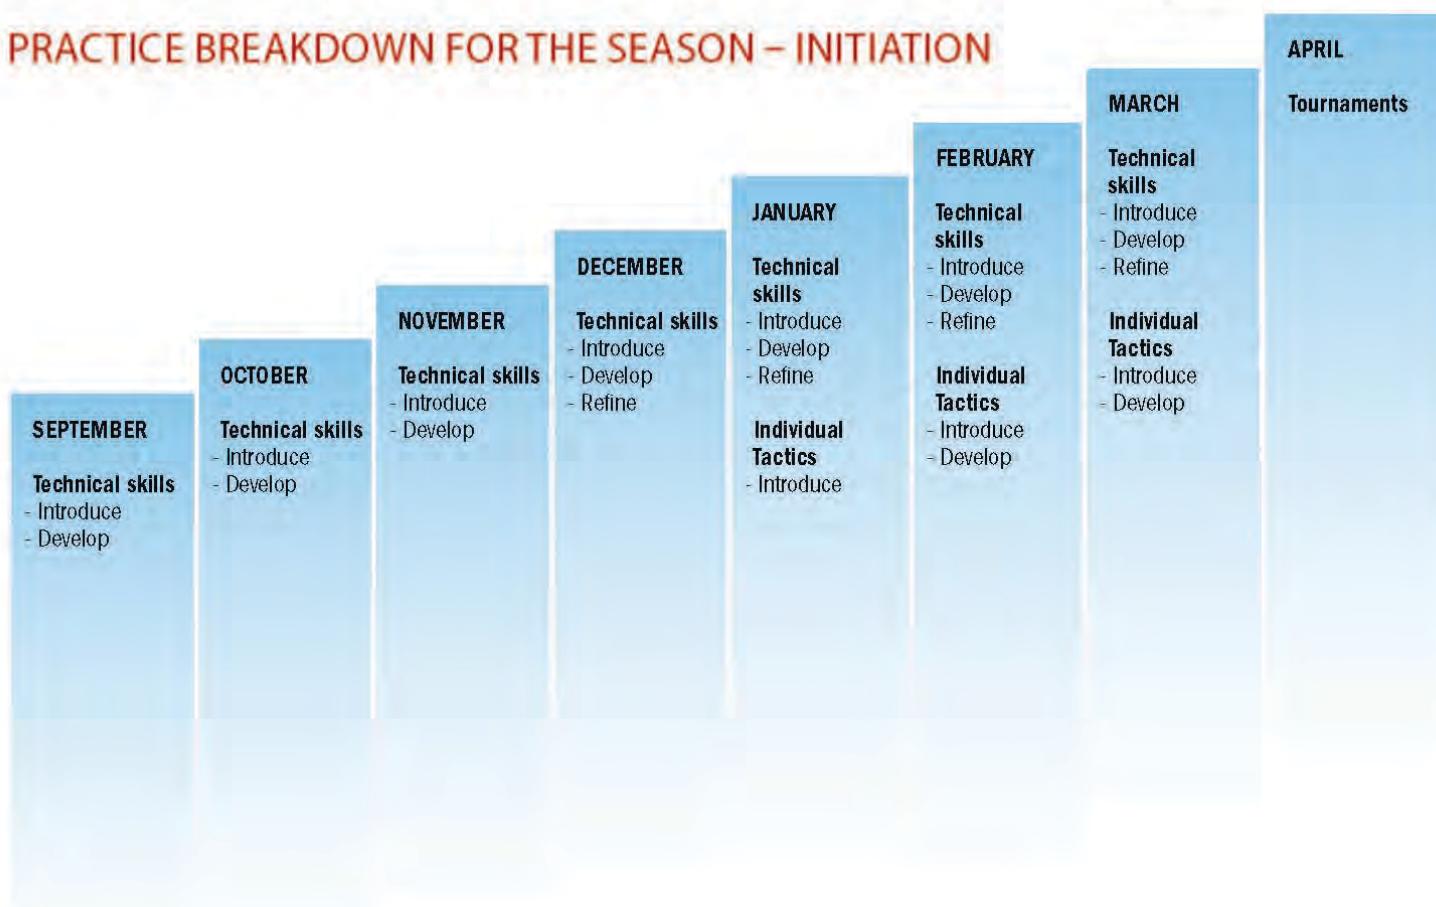 PRACTICE BREAKDOWN FOR THE SEASON – INITIATION
SEPTEMBER
Technical skills
- Introduce
- Develop
OCTOBER
Technical skills
- Introduce
- Develop
NOVEMBER
Technical skills
- Introduce
- Develop
DECEMBER
Technical skills
- Introduce
- Develop
- Refine
JANUARY
Technical
skills
- Introduce
- Develop
- Refine
Individual
Tactics
- Introduce
FEBRUARY
Technical
skills
- Introduce
- Develop
- Refine
Individual
Tactics
- Introduce
- Develop
MARCH
Technical
skills
- Introduce
- Develop
- Refine
Individual
Tactics
- Introduce
- Develop
APRIL
Tournaments